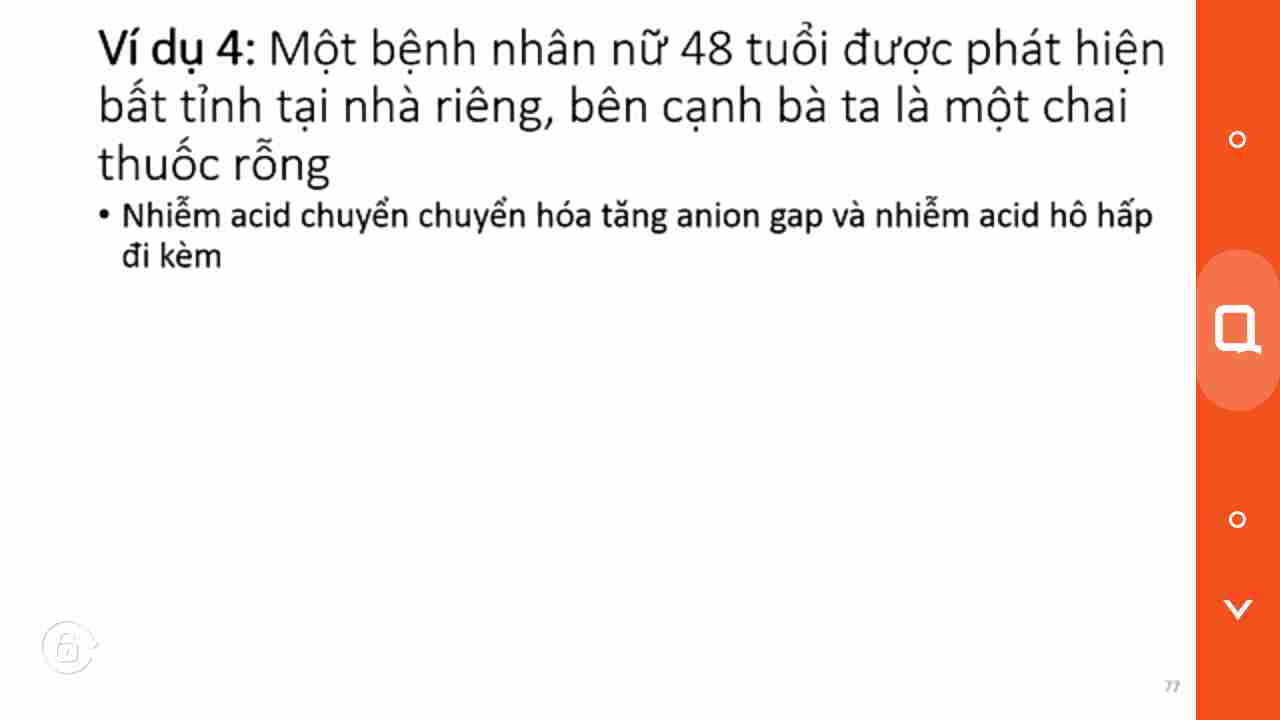 Ví dụ 4: Một bệnh nhân nữ 48 tuổi được phát hiện
bất tỉnh tại nhà riêng, bên cạnh bà ta là một chai
thuốc rỗng
• Nhiễm acid chuyển chuyển hóa tăng anion gap và nhiễm acid hô hấp
đi kèm
77